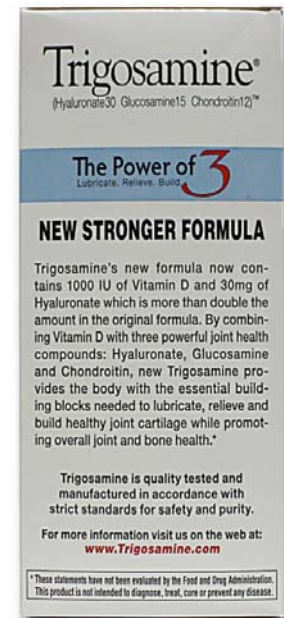 Trigosamine®
(Hyaluronate30 Glucosamine15 Chondroitin12)™
The Power of 3
Lubricate. Relieve. Build.
NEW STRONGER FORMULA
Trigosamine's new formula now con-
tains 1000 IU of Vitamin D and 30mg of
Hyaluronate which is more than double the
amount in the original formula. By combin-
ing Vitamin D with three powerful joint health
compounds: Hyaluronate, Glucosamine
and Chondroitin, new Trigosamine pro-
vides the body with the essential build-
ing blocks needed to lubricate, relieve and
build healthy joint cartilage while promot-
ing overall joint and bone health.*
Trigosamine is quality tested and
manufactured in accordance with
strict standards for safety and purity.
For more information visit us on the web at:
www.Trigosamine.com
*These statements have not been evaluated by the Food and Drug Administration.
This product is not intended to diagnose, treat, cure or prevent any disease.